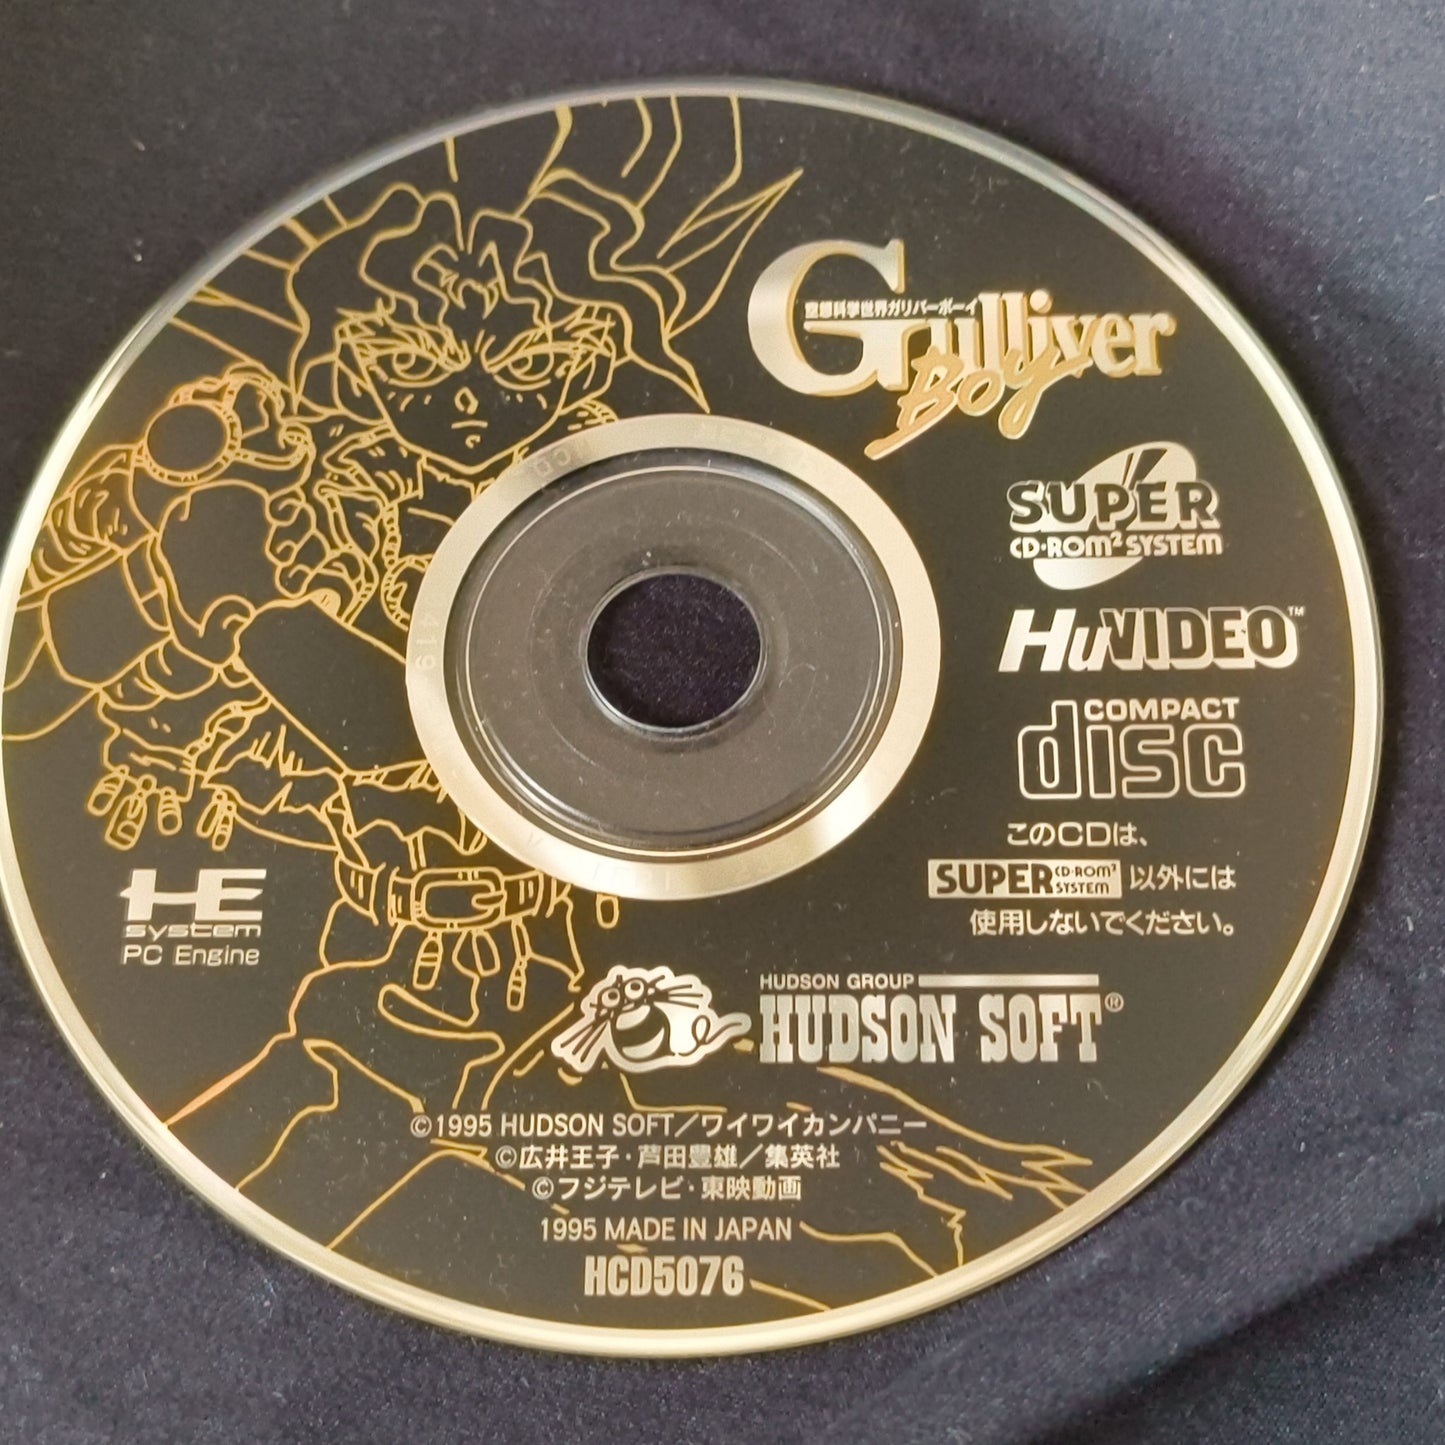 Gulliver
空想科学世界ガリバーボーイ
Boy
SUPER
CD-ROM² SYSTEM
HuVIDEO™
COMPACT
disc
このCDは、
SUPER CD-ROM² SYSTEM 以外には
使用しないでください。
HE
system
PC Engine
HUDSON GROUP
HUDSON SOFT®
©1995 HUDSON SOFT／ワイワイカンパニー
©広井王子・芦田豊雄／集英社
©フジテレビ・東映動画
1995 MADE IN JAPAN
HCD5076